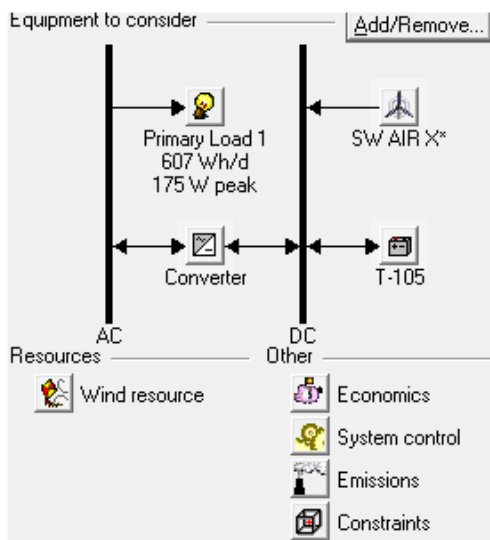 Equipment to consider
Add/Remove...
Primary Load 1
607 Wh/d
175 W peak
SW AIR X*
Converter
T-105
AC
DC
Resources
Other
Wind resource
Economics
System control
Emissions
Constraints